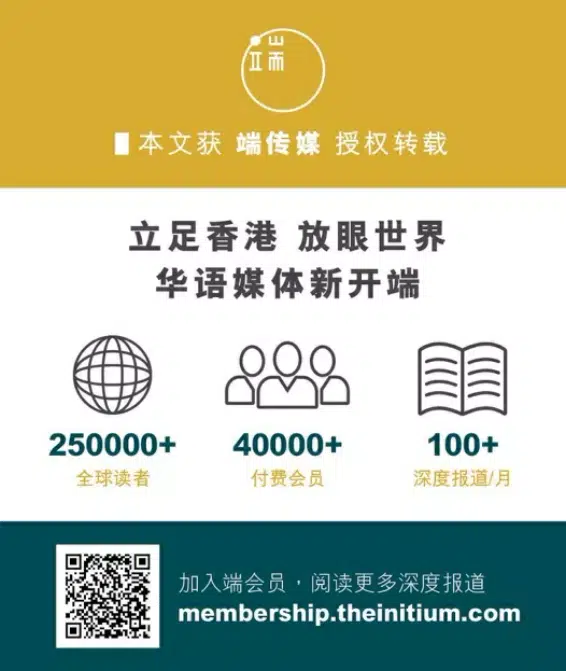 端
本文获 端传媒 授权转载
立足香港 放眼世界
华语媒体新开端
250000+ 40000+ 100+
全球读者 付费会员 深度报道/月
加入端会员，阅读更多深度报道
membership.theinitium.com